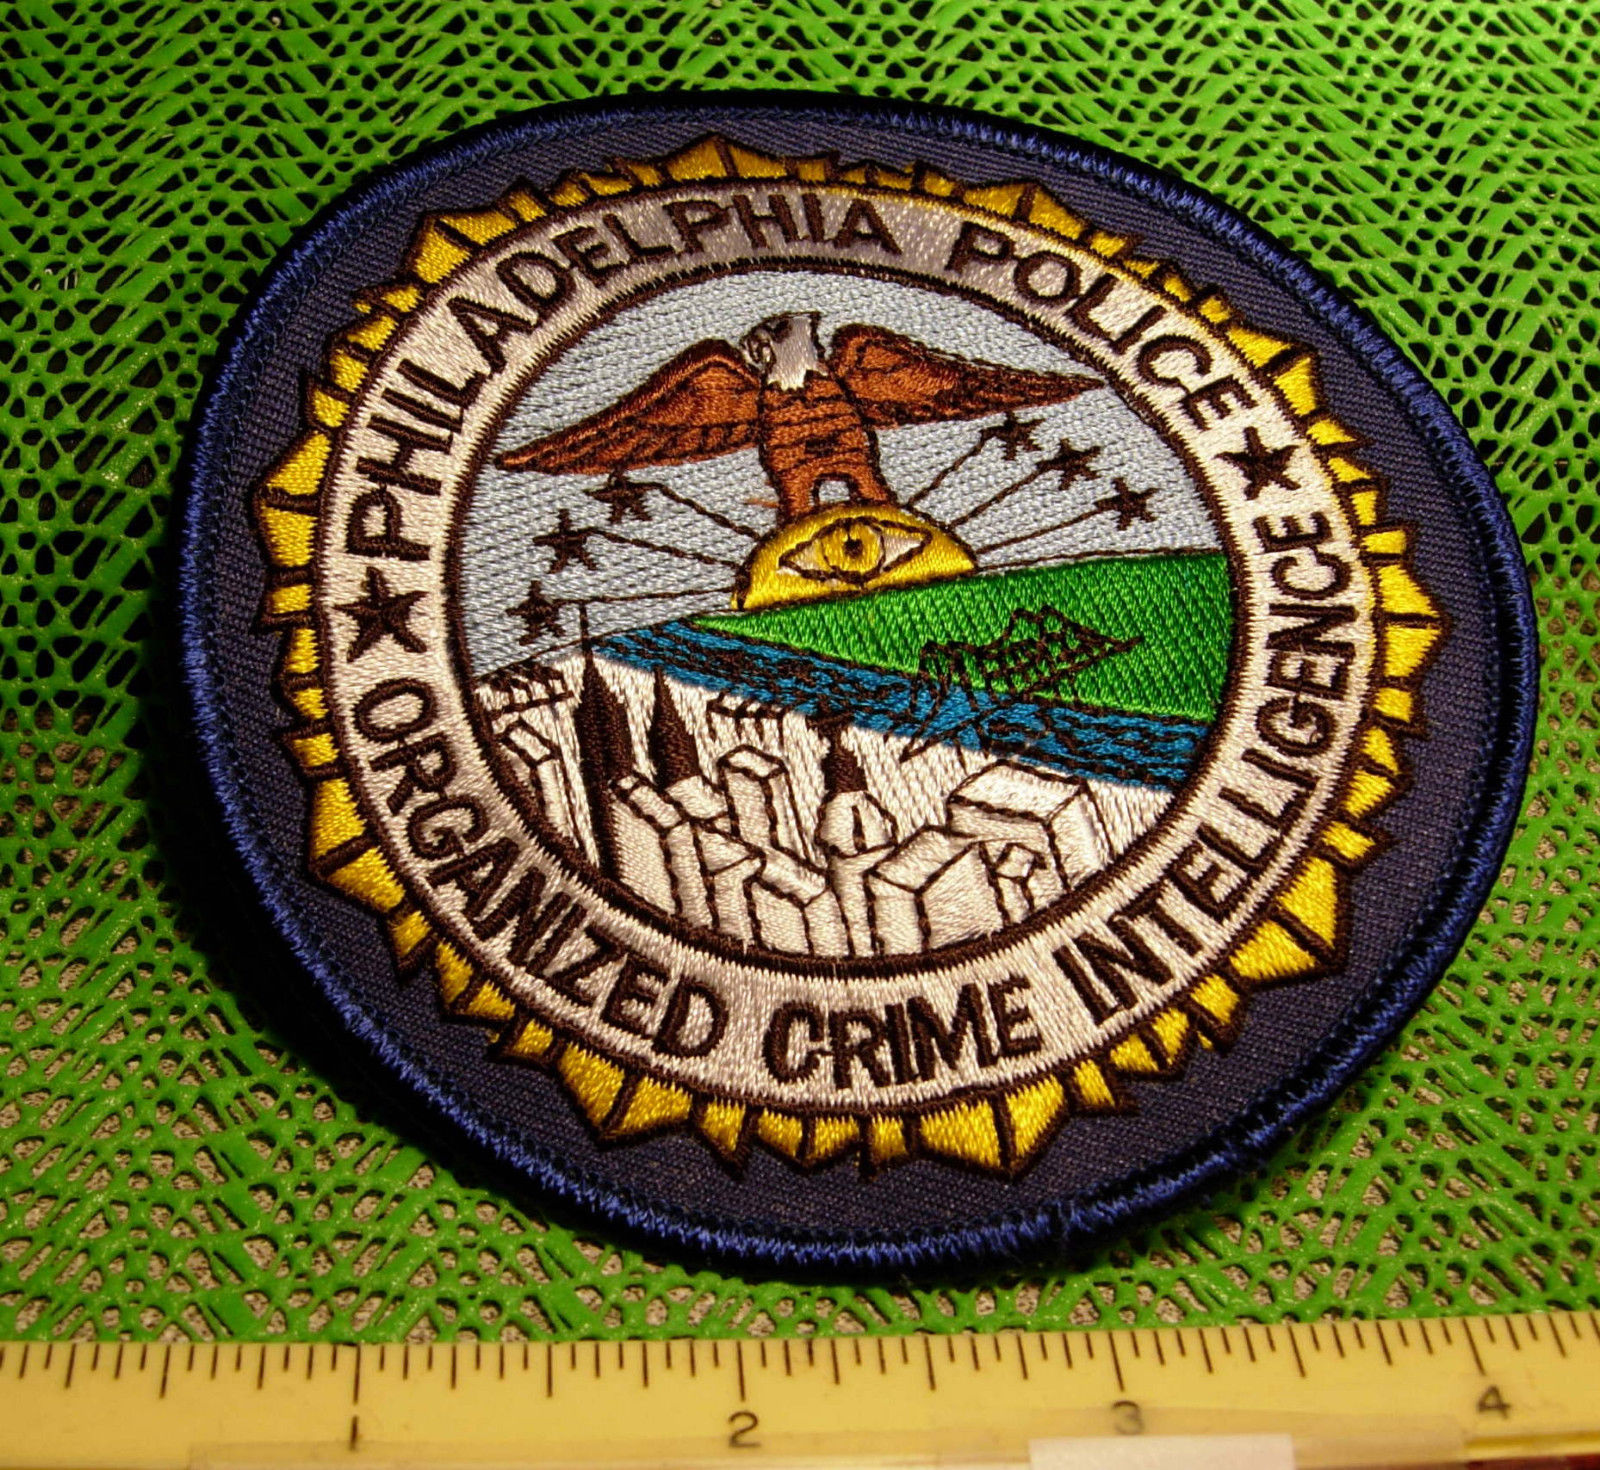 PHILADELPHIA POLICE
ORGANIZED CRIME INTELLIGENCE
1 2 3 4